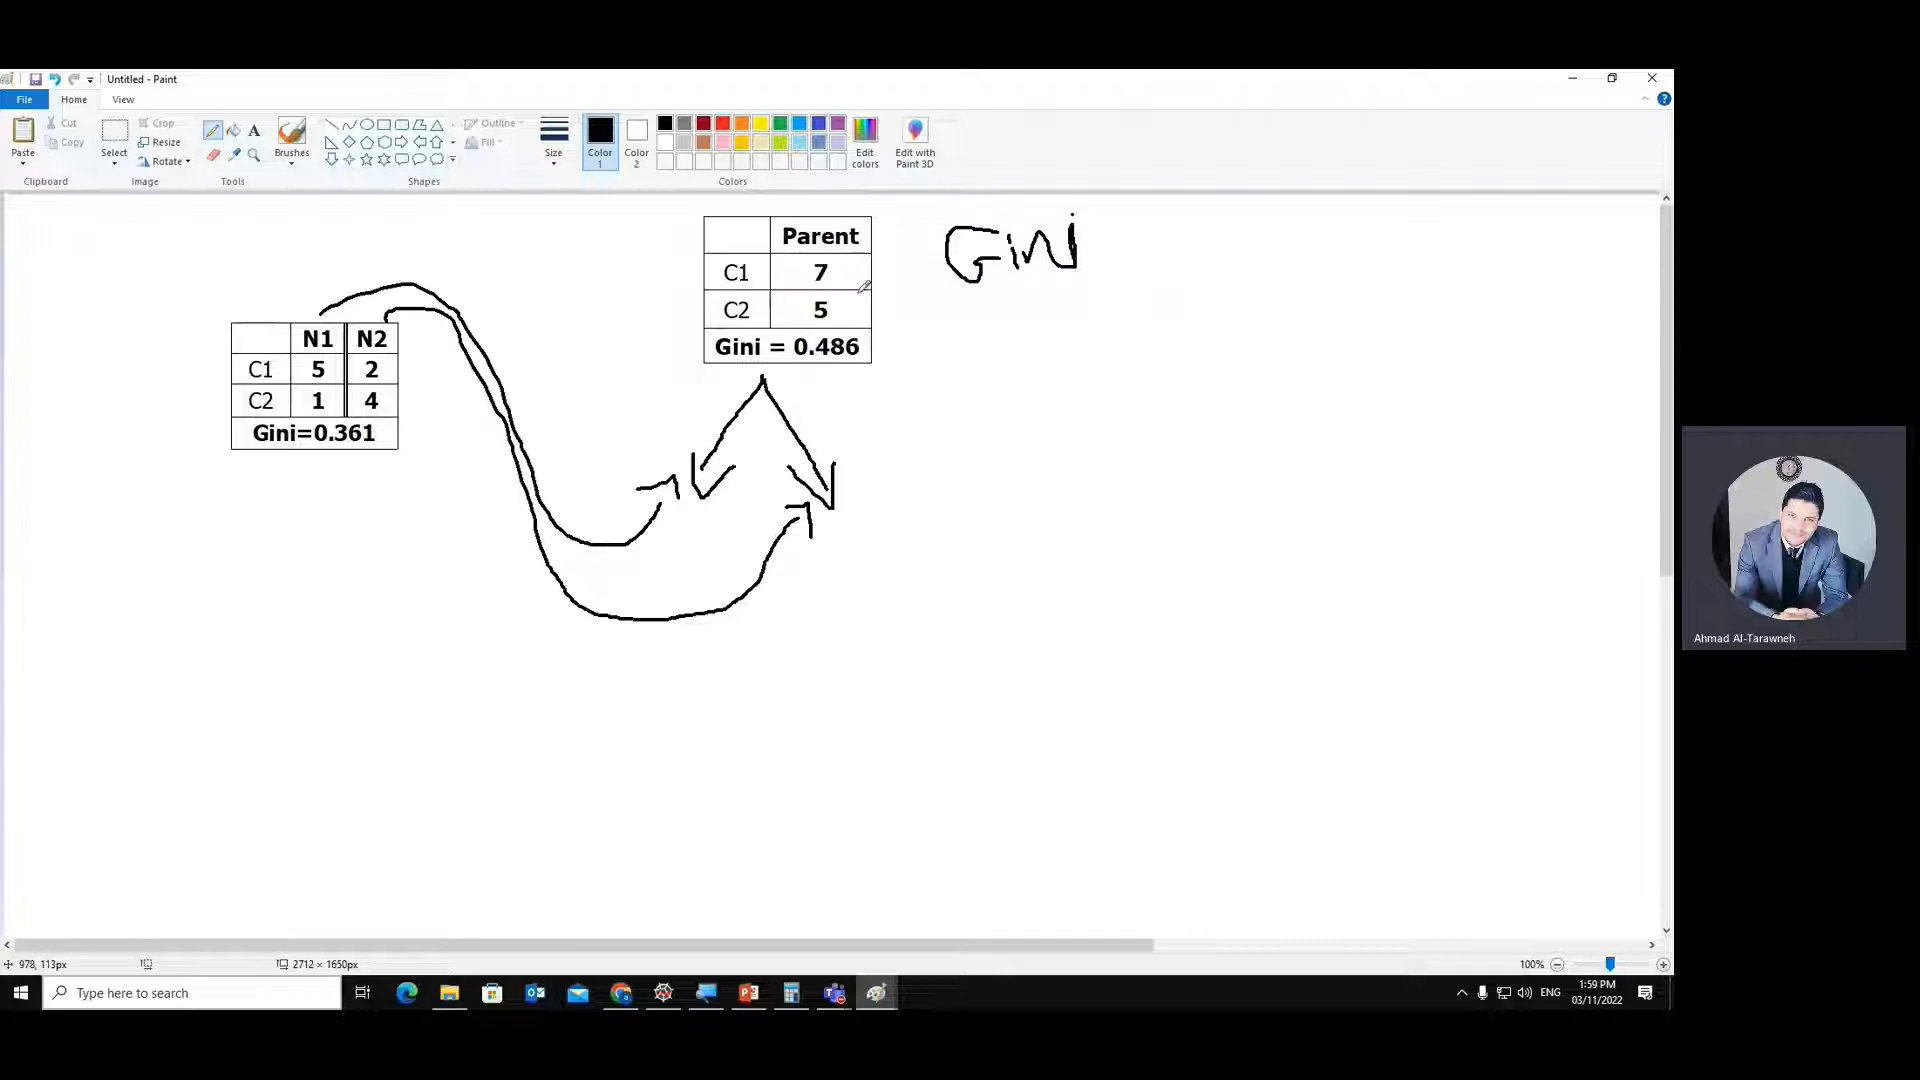 Untitled - Paint
File Home View
Paste
Cut
Copy
Clipboard
Select
Crop
Resize
Rotate
Image
A
Tools
Brushes
Outline
Fill
Shapes
Size
Color 1
Color 2
Edit colors
Edit with Paint 3D
Colors
Parent
C1 7
C2 5
Gini = 0.486
Gini
N1 N2
C1 5 2
C2 1 4
Gini=0.361
Ahmad Al-Tarawneh
978, 113px
2712 × 1650px
100%
Type here to search
ENG
1:59 PM
03/11/2022